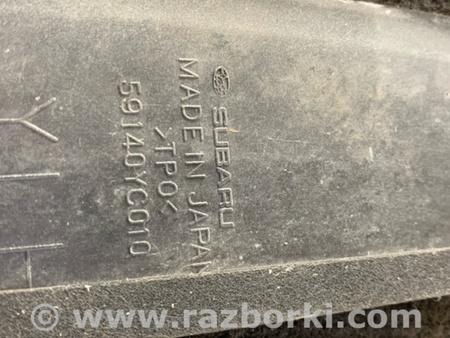 SUBARU
MADE IN JAPAN
>TPO<
59140YC010
www.razborki.com